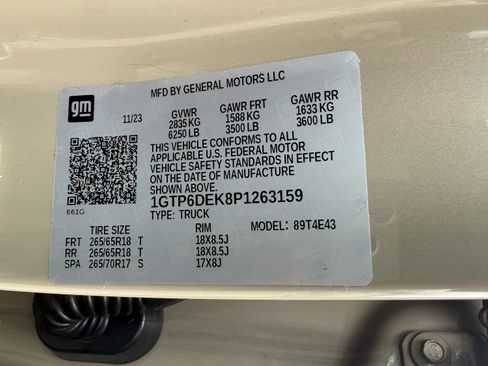 MFD BY GENERAL MOTORS LLC
gm
11/23 GVWR GAWR FRT GAWR RR
2835 KG 1588 KG 1633 KG
6250 LB 3500 LB 3600 LB
THIS VEHICLE CONFORMS TO ALL
APPLICABLE U.S. FEDERAL MOTOR
VEHICLE SAFETY STANDARDS IN EFFECT
ON THE DATE OF MANUFACTURE
SHOWN ABOVE.
661G
1GTP6DEK8P1263159
TYPE: TRUCK
TIRE SIZE RIM MODEL: 89T4E43
FRT 265/65R18 T 18X8.5J
RR 265/65R18 T 18X8.5J
SPA 265/70R17 S 17X8J